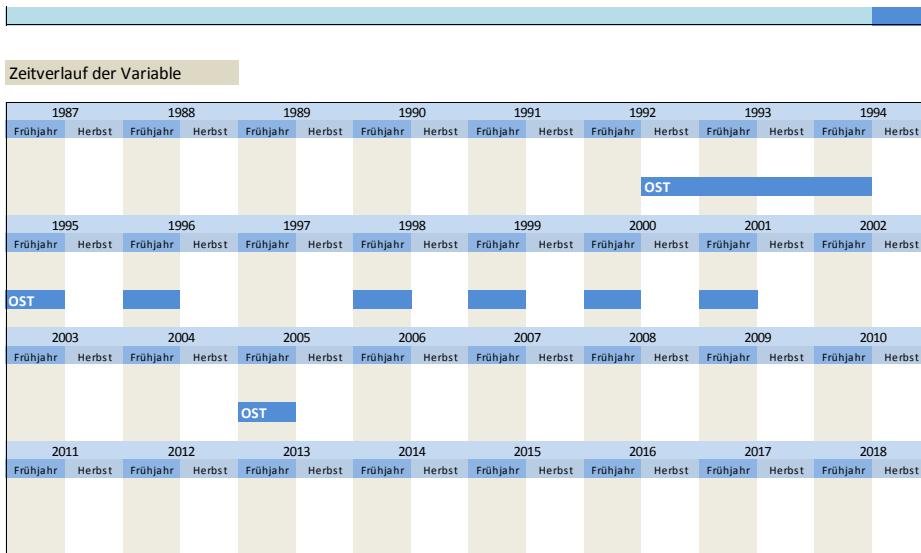 Zeitverlauf der Variable
1987 1988 1989 1990 1991 1992 1993 1994
Frühjahr Herbst Frühjahr Herbst Frühjahr Herbst Frühjahr Herbst Frühjahr Herbst Frühjahr Herbst Frühjahr Herbst Frühjahr Herbst
OST
1995 1996 1997 1998 1999 2000 2001 2002
Frühjahr Herbst Frühjahr Herbst Frühjahr Herbst Frühjahr Herbst Frühjahr Herbst Frühjahr Herbst Frühjahr Herbst Frühjahr Herbst
OST
2003 2004 2005 2006 2007 2008 2009 2010
Frühjahr Herbst Frühjahr Herbst Frühjahr Herbst Frühjahr Herbst Frühjahr Herbst Frühjahr Herbst Frühjahr Herbst Frühjahr Herbst
OST
2011 2012 2013 2014 2015 2016 2017 2018
Frühjahr Herbst Frühjahr Herbst Frühjahr Herbst Frühjahr Herbst Frühjahr Herbst Frühjahr Herbst Frühjahr Herbst Frühjahr Herbst